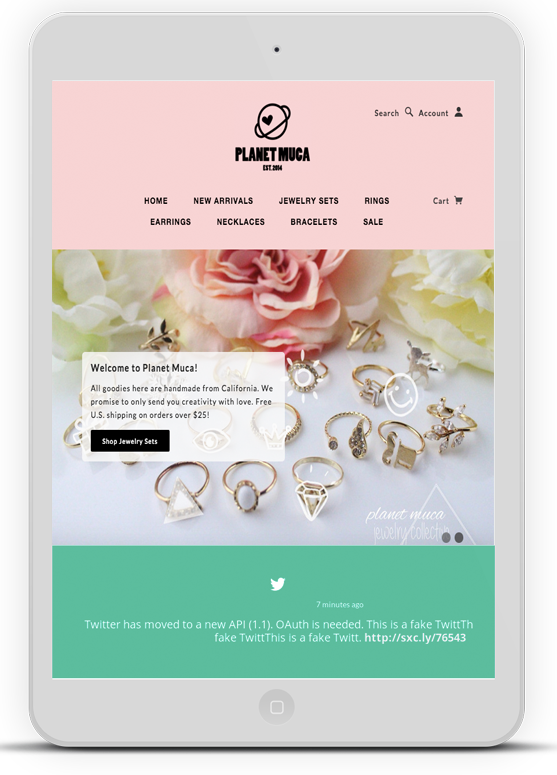 PLANET MUCA
EST. 2014
Search Account
HOME NEW ARRIVALS JEWELRY SETS RINGS
Cart
EARRINGS NECKLACES BRACELETS SALE
Welcome to Planet Muca!
All goodies here are handmade from California. We
promise to only send you creativity with love. Free
U.S. shipping on orders over $25!
Shop Jewelry Sets
planet muca
jewelry collection
7 minutes ago
Twitter has moved to a new API (1.1). OAuth is needed. This is a fake TwittTh
fake TwittThis is a fake Twitt. http://sxc.ly/76543